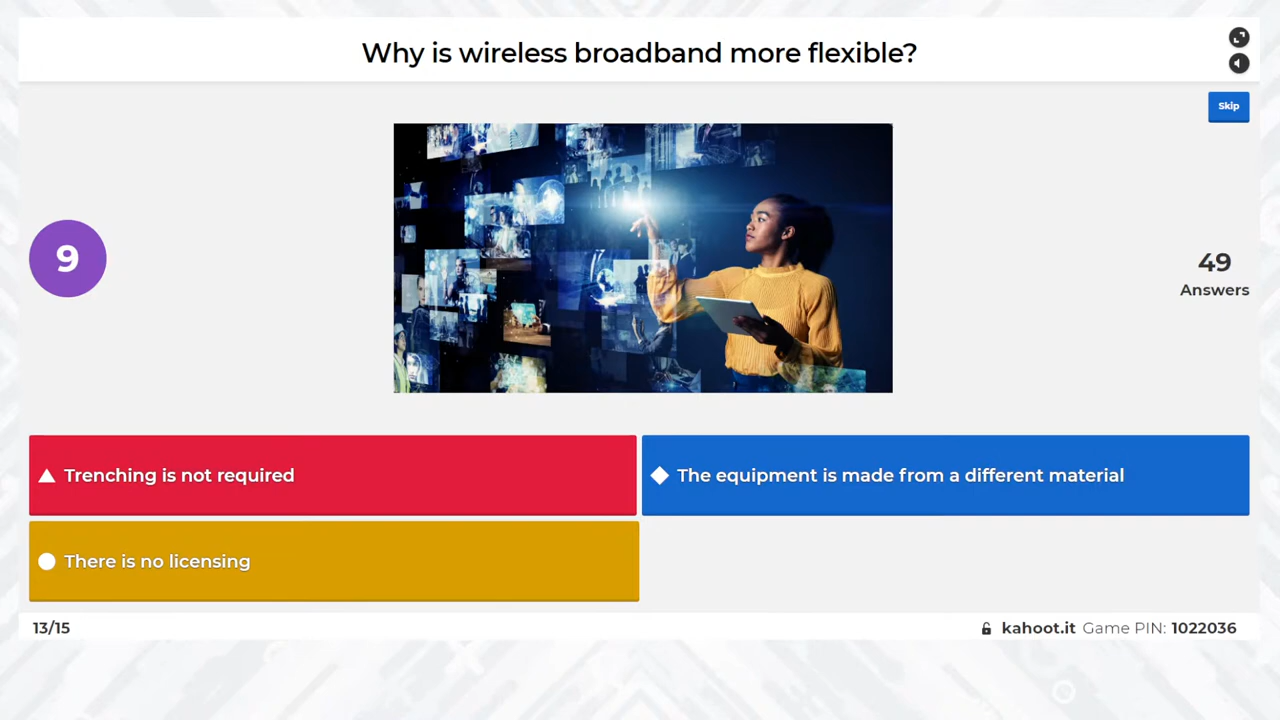 Why is wireless broadband more flexible?
Skip
9
49
Answers
Trenching is not required
The equipment is made from a different material
There is no licensing
13/15
kahoot.it Game PIN: 1022036